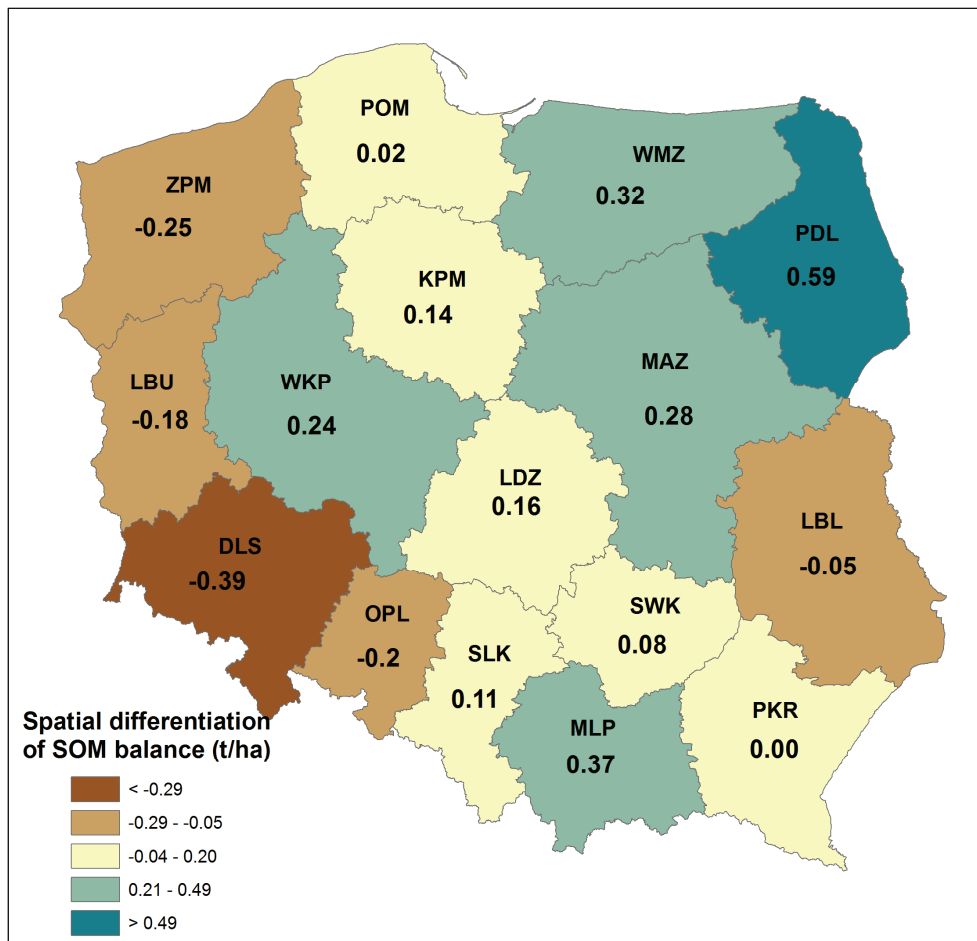 POM
0.02
WMZ
0.32
ZPM
-0.25
PDL
0.59
KPM
0.14
MAZ
0.28
LBU
-0.18
WKP
0.24
LDZ
0.16
LBL
-0.05
DLS
-0.39
OPL
-0.2
SWK
0.08
SLK
0.11
PKR
0.00
MLP
0.37
Spatial differentiation
of SOM balance (t/ha)
< -0.29
-0.29 - -0.05
-0.04 - 0.20
0.21 - 0.49
> 0.49